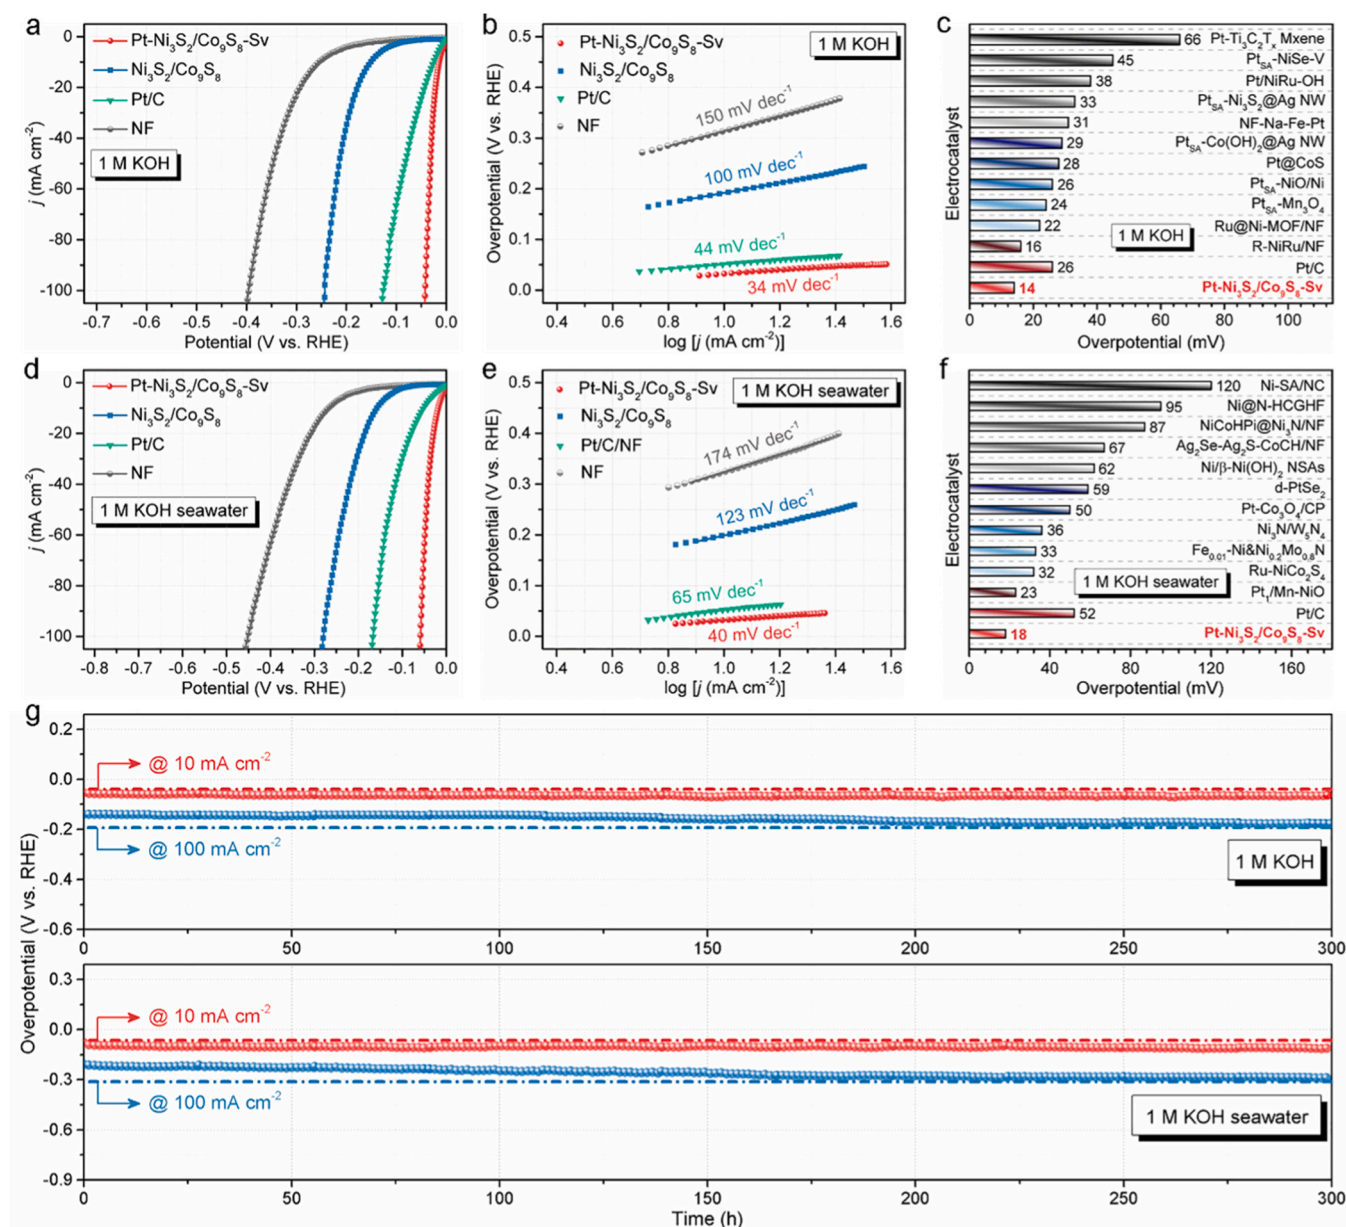 a
0
-20
-40
-60
-80
-100
j (mA cm⁻²)
Pt-Ni₃S₂/Co₉S₈-Sv
Ni₃S₂/Co₉S₈
Pt/C
NF
1 M KOH
-0.7 -0.6 -0.5 -0.4 -0.3 -0.2 -0.1 0.0
Potential (V vs. RHE)
b
0.5
0.4
0.3
0.2
0.1
0.0
Overpotential (V vs. RHE)
Pt-Ni₃S₂/Co₉S₈-Sv
Ni₃S₂/Co₉S₈
Pt/C
NF
1 M KOH
150 mV dec⁻¹
100 mV dec⁻¹
44 mV dec⁻¹
34 mV dec⁻¹
0.4 0.6 0.8 1.0 1.2 1.4 1.6
log [j (mA cm⁻²)]
c
Electrocatalyst
66 Pt-Ti₃C₂Tₓ Mxene
45 Pt_SA-NiSe-V
38 Pt/NiRu-OH
33 Pt_SA-Ni₃S₂@Ag NW
31 NF-Na-Fe-Pt
29 Pt_SA-Co(OH)₂@Ag NW
28 Pt@CoS
26 Pt_SA-NiO/Ni
24 Pt_SA-Mn₃O₄
22 Ru@Ni-MOF/NF
1 M KOH
16 R-NiRu/NF
26 Pt/C
14 Pt-Ni₃S₂/Co₉S₈-Sv
0 20 40 60 80 100
Overpotential (mV)
d
0
-20
-40
-60
-80
-100
j (mA cm⁻²)
Pt-Ni₃S₂/Co₉S₈-Sv
Ni₃S₂/Co₉S₈
Pt/C
NF
1 M KOH seawater
-0.8 -0.7 -0.6 -0.5 -0.4 -0.3 -0.2 -0.1 0.0
Potential (V vs. RHE)
e
0.5
0.4
0.3
0.2
0.1
0.0
Overpotential (V vs. RHE)
Pt-Ni₃S₂/Co₉S₈-Sv
Ni₃S₂/Co₉S₈
Pt/C/NF
NF
1 M KOH seawater
174 mV dec⁻¹
123 mV dec⁻¹
65 mV dec⁻¹
40 mV dec⁻¹
0.4 0.6 0.8 1.0 1.2 1.4 1.6
log [j (mA cm⁻²)]
f
Electrocatalyst
120 Ni-SA/NC
95 Ni@N-HCGHF
87 NiCoHPi@Ni₃N/NF
67 Ag₂Se-Ag₂S-CoCH/NF
62 Ni/β-Ni(OH)₂ NSAs
59 d-PtSe₂
50 Pt-Co₃O₄/CP
36 Ni₃N/W₅N₄
33 Fe₀.₀₁-Ni&Ni₀.₂Mo₀.₈N
32 Ru-NiCo₂S₄
1 M KOH seawater
23 Pt₁/Mn-NiO
52 Pt/C
18 Pt-Ni₃S₂/Co₉S₈-Sv
0 40 80 120 160
Overpotential (mV)
g
Overpotential (V vs. RHE)
0.2
0.0
-0.2
-0.4
-0.6
@ 10 mA cm⁻²
@ 100 mA cm⁻²
1 M KOH
0 50 100 150 200 250 300
0.3
0.0
-0.3
-0.6
-0.9
@ 10 mA cm⁻²
@ 100 mA cm⁻²
1 M KOH seawater
0 50 100 150 200 250 300
Time (h)